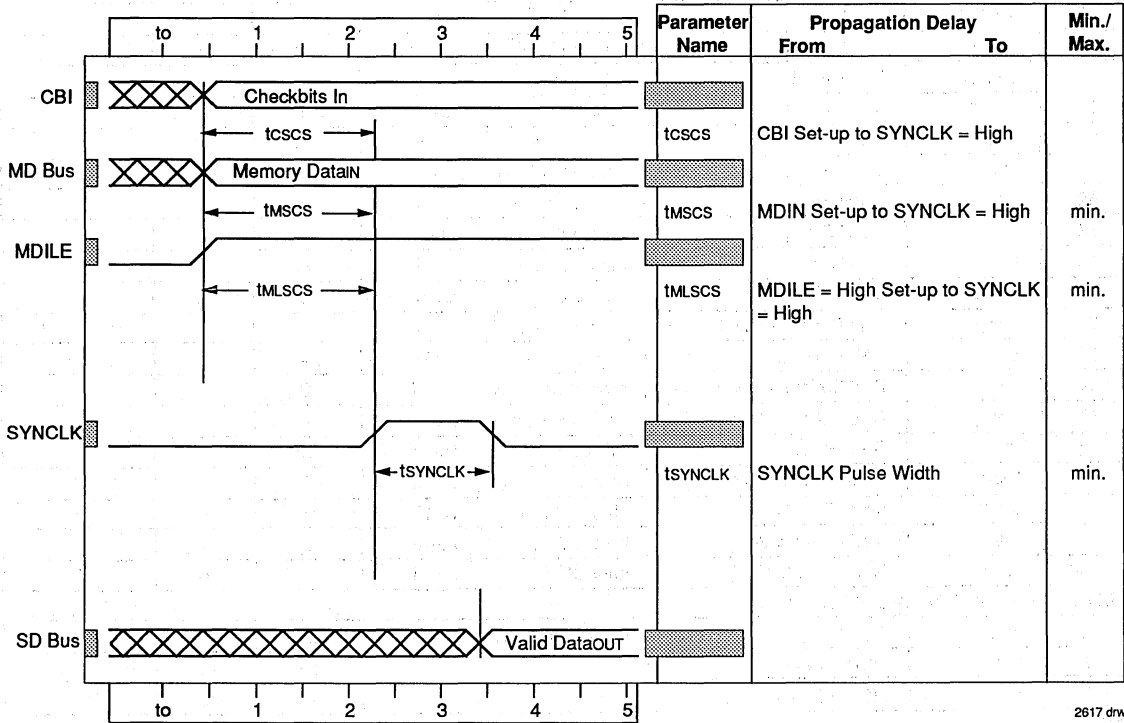 to 1 2 3 4 5
Parameter Name
Propagation Delay
From To
Min./ Max.
CBI
Checkbits In
tCSCS
tCSCS CBI Set-up to SYNCLK = High
MD Bus
Memory DataIN
tMSCS
tMSCS MDIN Set-up to SYNCLK = High min.
MDILE
tMLSCS
tMLSCS MDILE = High Set-up to SYNCLK min.
= High
SYNCLK
tSYNCLK
tSYNCLK SYNCLK Pulse Width min.
SD Bus
Valid DataOUT
to 1 2 3 4 5
2617 drw